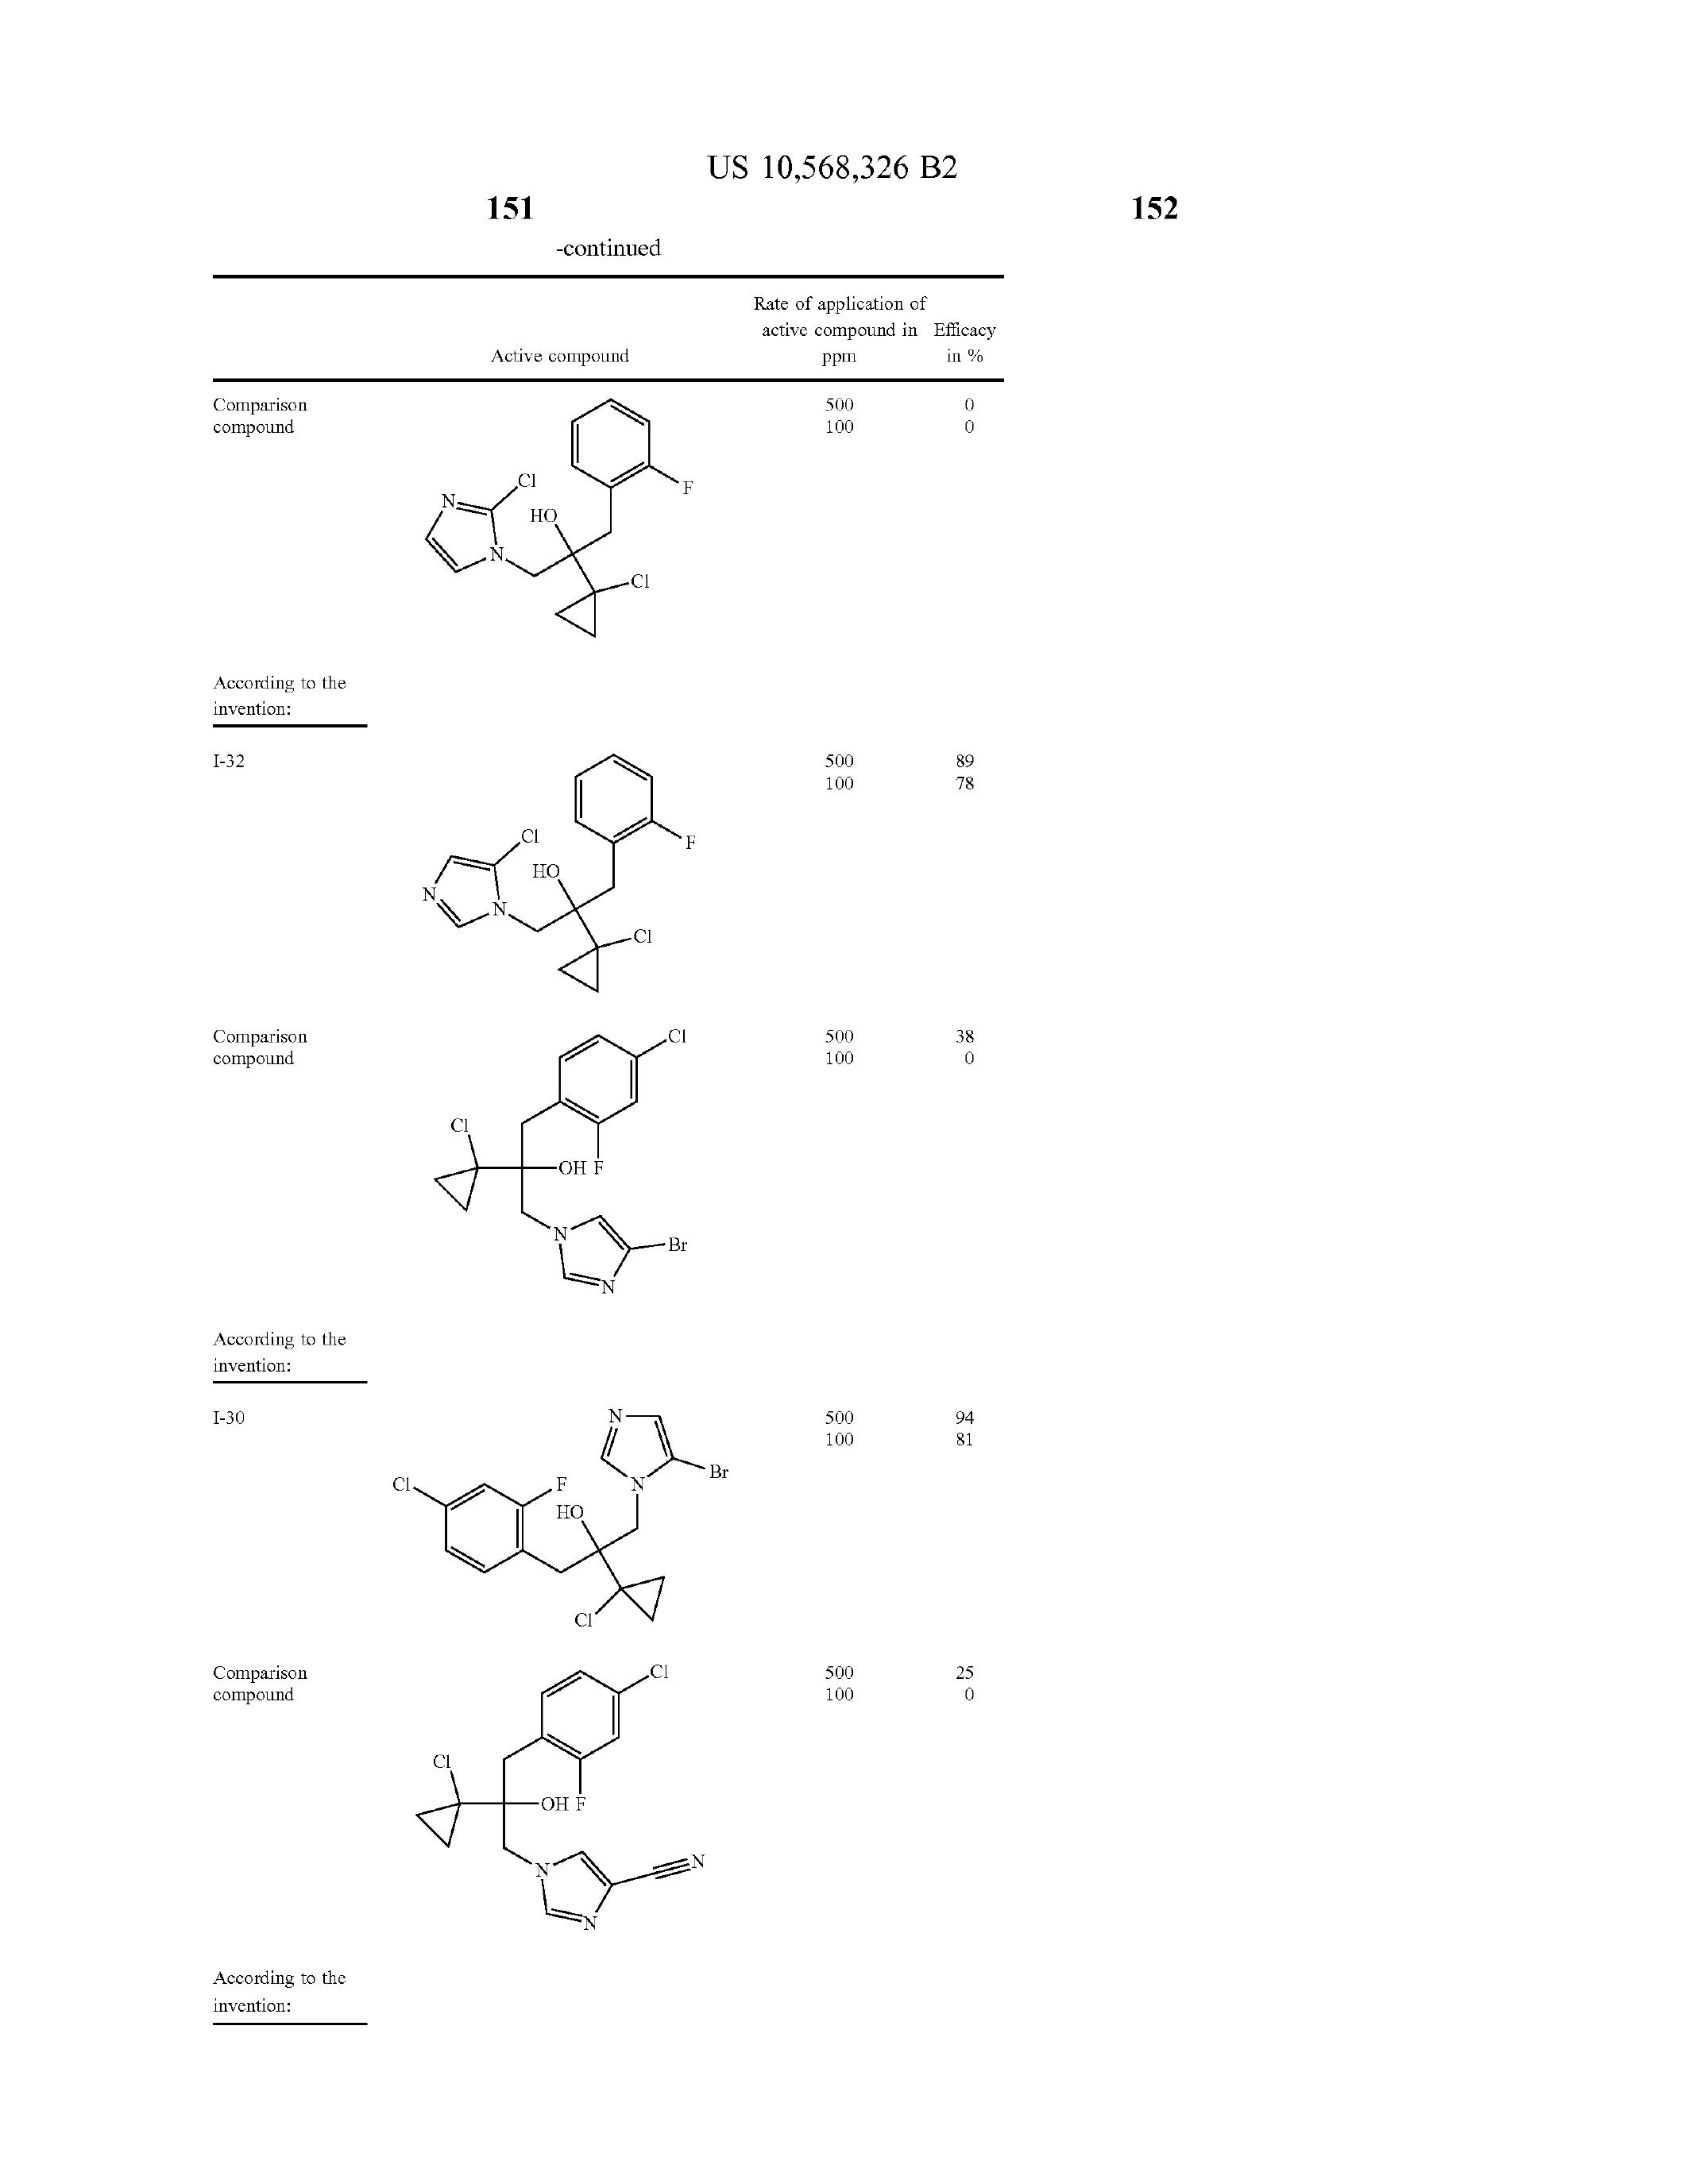 US 10,568,326 B2
151
152
-continued
Rate of application of
active compound in Efficacy
Active compound ppm in %
Comparison 500 0
compound 100 0
Cl
F
N
HO
N
Cl
According to the
invention:
I-32 500 89
100 78
Cl
F
HO
N
N
Cl
Comparison Cl 500 38
compound 100 0
Cl
OH F
N
Br
N
According to the
invention:
I-30 N 500 94
100 81
Br
Cl F N
HO
Cl
Comparison Cl 500 25
compound 100 0
Cl
OH F
N N
N
According to the
invention: